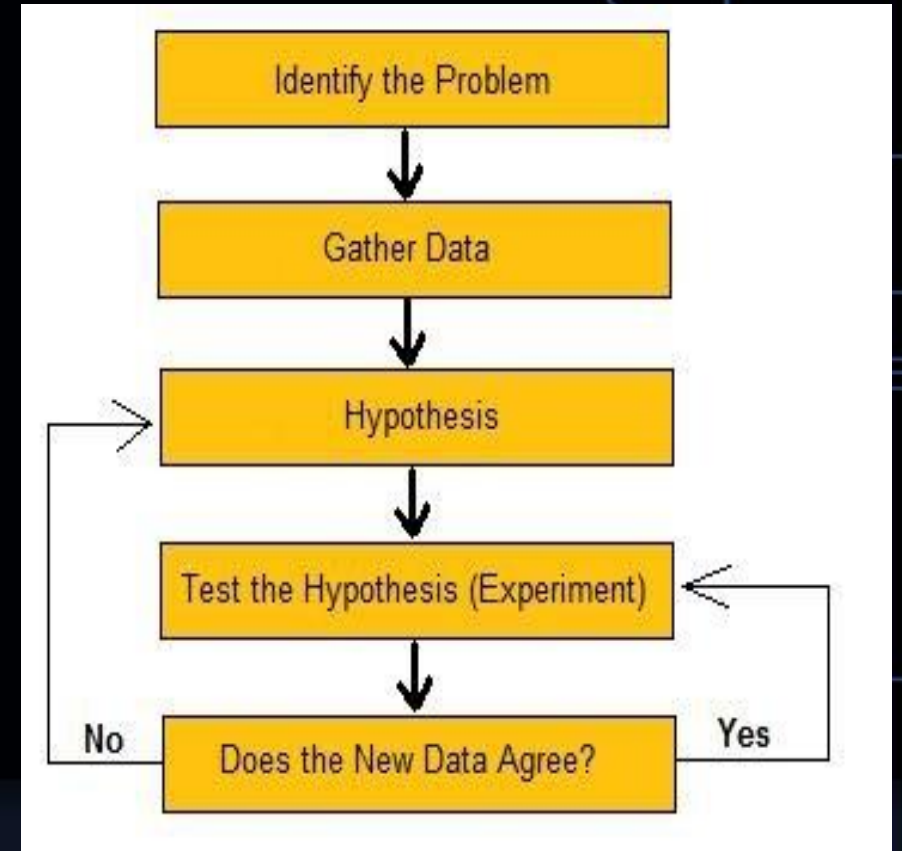 Identify the Problem
Gather Data
Hypothesis
Test the Hypothesis (Experiment)
No
Yes
Does the New Data Agree?